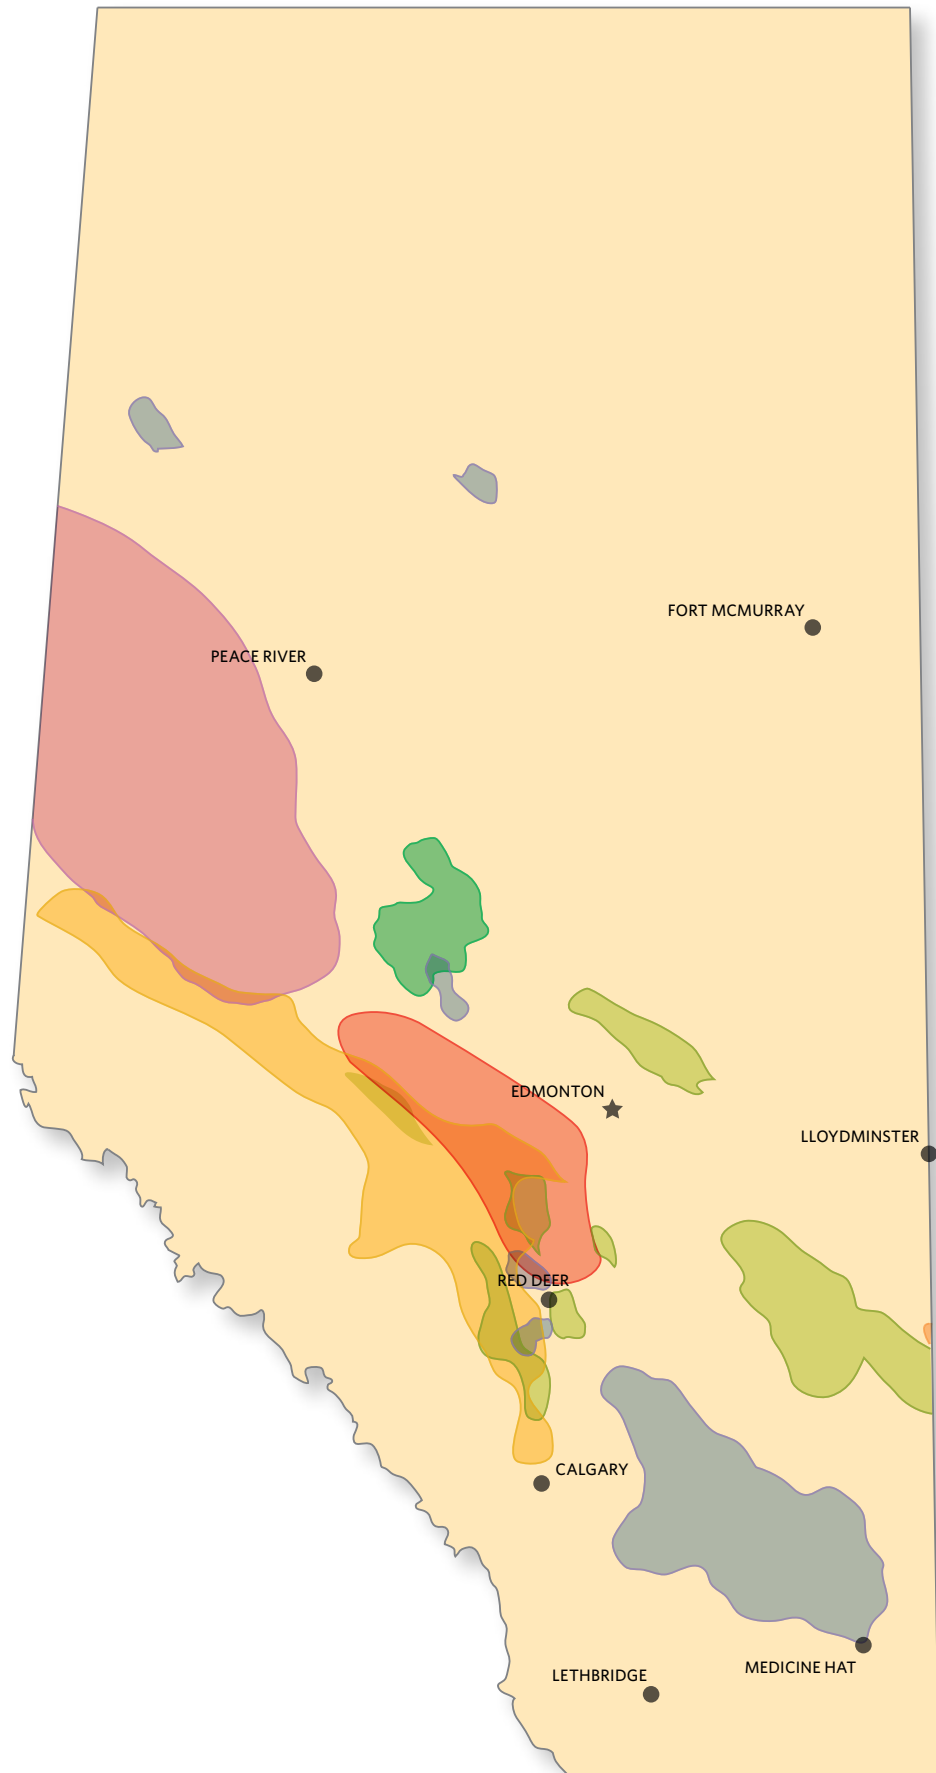 FORT MCMURRAY
PEACE RIVER
EDMONTON
LLOYDMINSTER
RED DEER
CALGARY
MEDICINE HAT
LETHBRIDGE